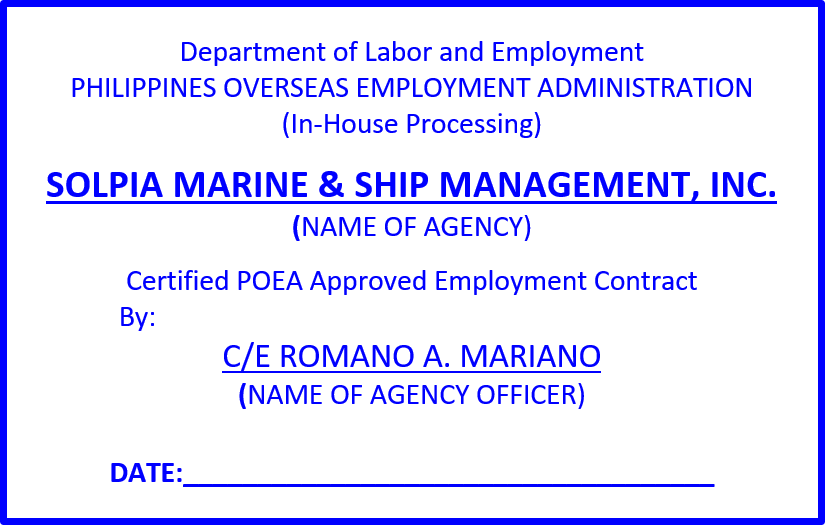 Department of Labor and Employment
PHILIPPINES OVERSEAS EMPLOYMENT ADMINISTRATION
(In-House Processing)
SOLPIA MARINE & SHIP MANAGEMENT, INC.
(NAME OF AGENCY)
Certified POEA Approved Employment Contract
By:
C/E ROMANO A. MARIANO
(NAME OF AGENCY OFFICER)
DATE:___________________________________